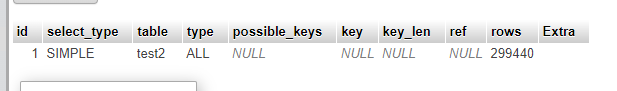 id select_type table type possible_keys key key_len ref rows Extra
1 SIMPLE test2 ALL NULL NULL NULL NULL 299440